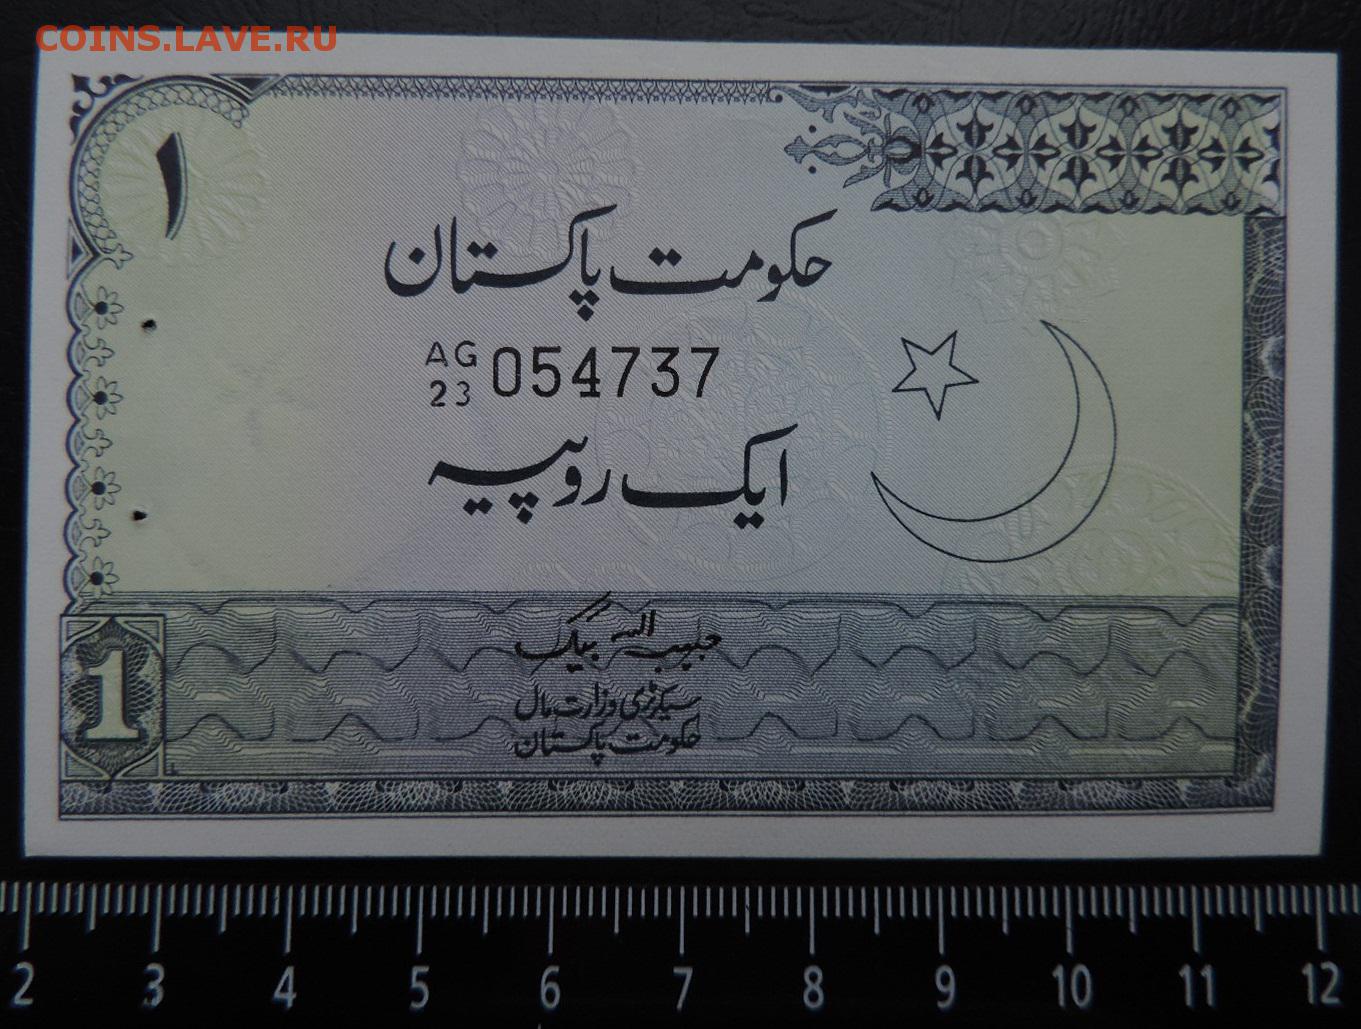 COINS.LAVE.RU
۱
حکومت پاکستان
AG
23 054737
ایک روپیہ
1
حبیب اللہ بیگ
سیکرٹری وزارت مال
حکومت پاکستان
2 3 4 5 6 7 8 9 10 11 12